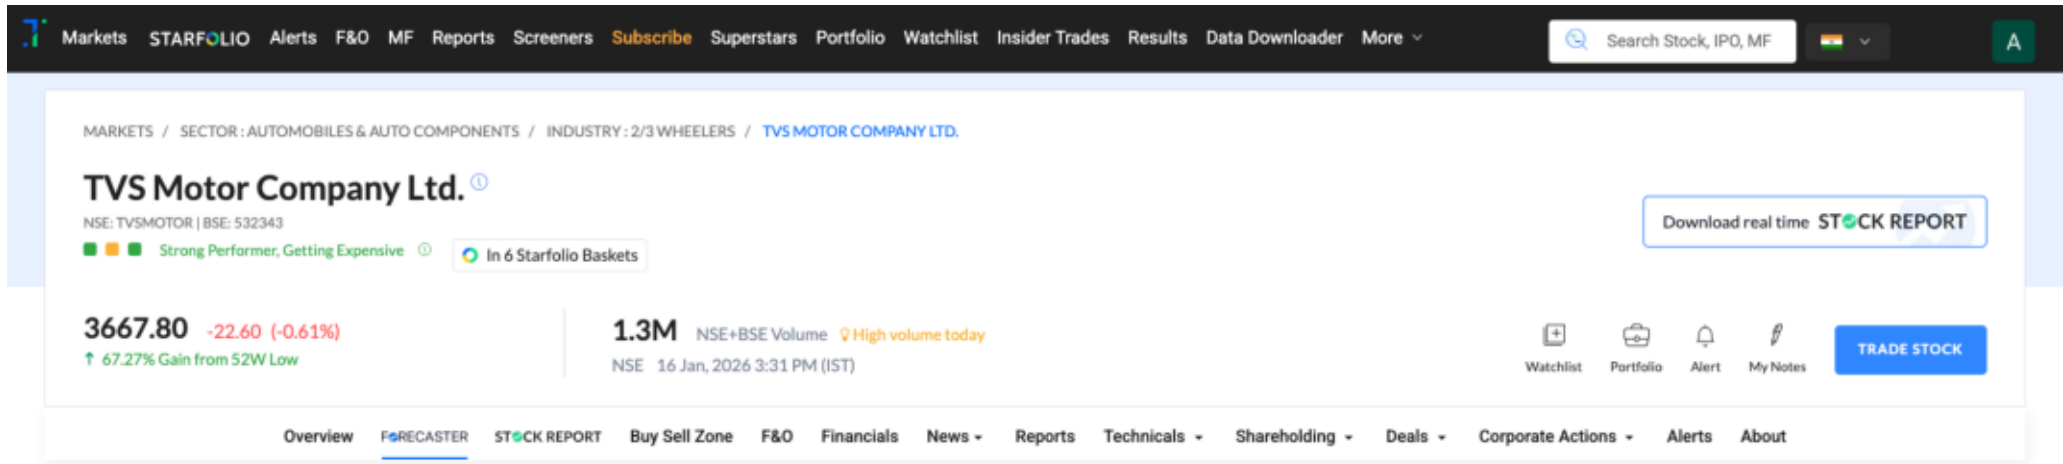 Markets STARFOLIO Alerts F&O MF Reports Screeners Subscribe Superstars Portfolio Watchlist Insider Trades Results Data Downloader More Search Stock, IPO, MF A
MARKETS / SECTOR : AUTOMOBILES & AUTO COMPONENTS / INDUSTRY : 2/3 WHEELERS / TVS MOTOR COMPANY LTD.
TVS Motor Company Ltd.
NSE: TVSMOTOR | BSE: 532343
Strong Performer, Getting Expensive In 6 Starfolio Baskets
Download real time STOCK REPORT
3667.80 -22.60 (-0.61%)
67.27% Gain from 52W Low
1.3M NSE+BSE Volume High volume today
NSE 16 Jan, 2026 3:31 PM (IST)
Watchlist Portfolio Alert My Notes TRADE STOCK
Overview FORECASTER STOCK REPORT Buy Sell Zone F&O Financials News Reports Technicals Shareholding Deals Corporate Actions Alerts About